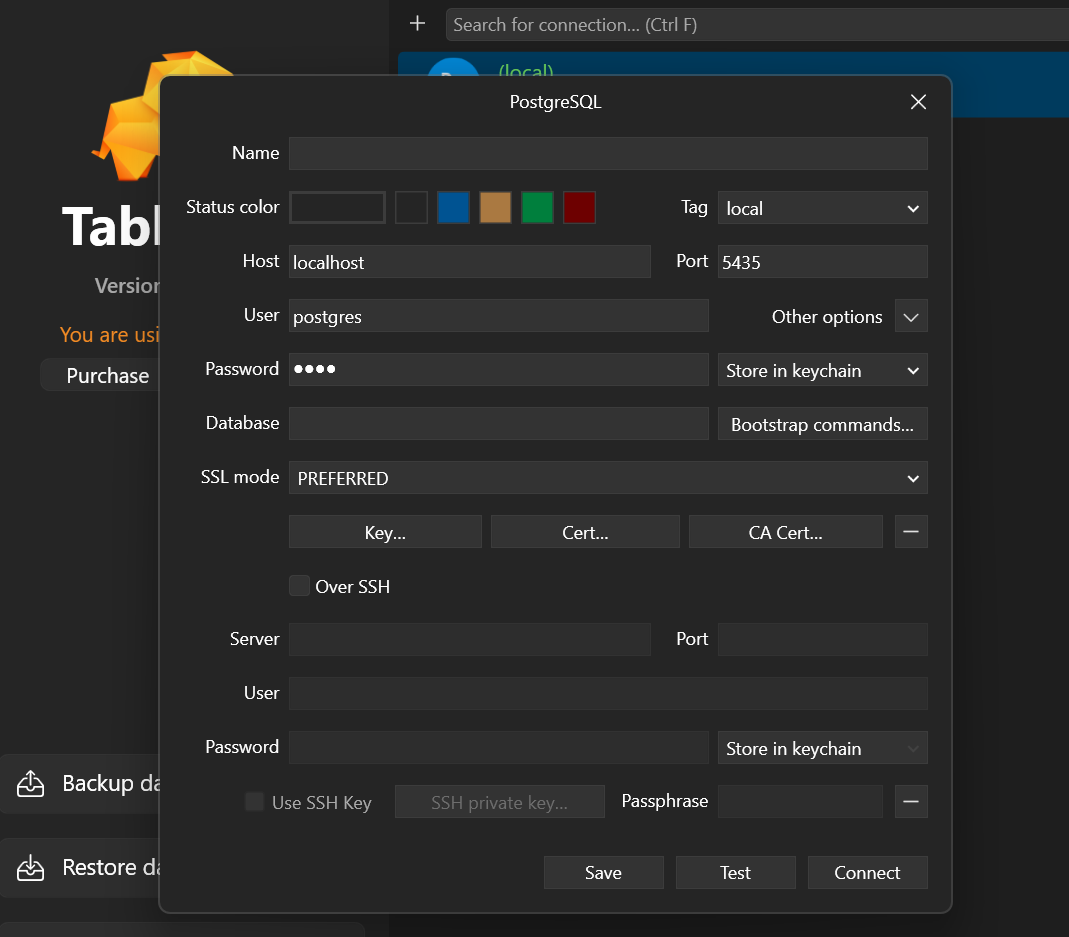 Search for connection... (Ctrl F)
(local)
PostgreSQL
Name
Status color
Tag
local
Host
localhost
Port
5435
User
postgres
Other options
Password
••••
Store in keychain
Database
Bootstrap commands...
SSL mode
PREFERRED
Key...
Cert...
CA Cert...
Over SSH
Server
Port
User
Password
Store in keychain
Use SSH Key
SSH private key...
Passphrase
Save
Test
Connect
Tabl
Version
You are usi
Purchase
Backup da
Restore da